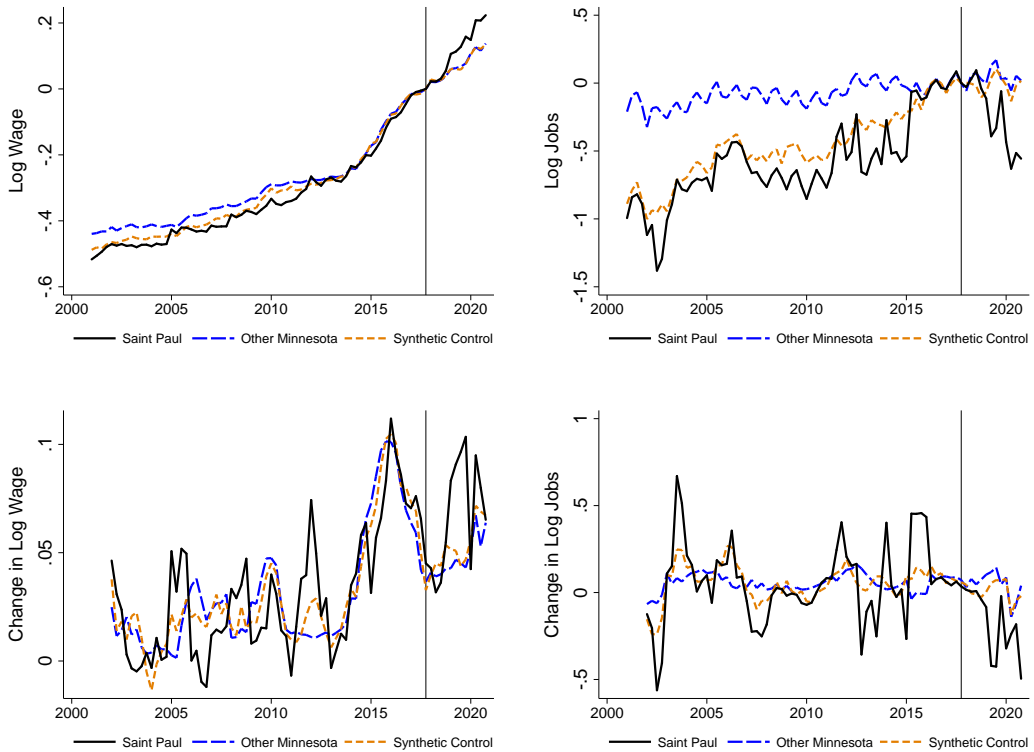 Log Wage
.2
0
-.2
-.4
-.6
2000 2005 2010 2015 2020
Saint Paul Other Minnesota Synthetic Control
Log Jobs
.5
0
-.5
-1
-1.5
2000 2005 2010 2015 2020
Saint Paul Other Minnesota Synthetic Control
Change in Log Wage
.1
.05
0
2000 2005 2010 2015 2020
Saint Paul Other Minnesota Synthetic Control
Change in Log Jobs
1
.5
0
-.5
2000 2005 2010 2015 2020
Saint Paul Other Minnesota Synthetic Control